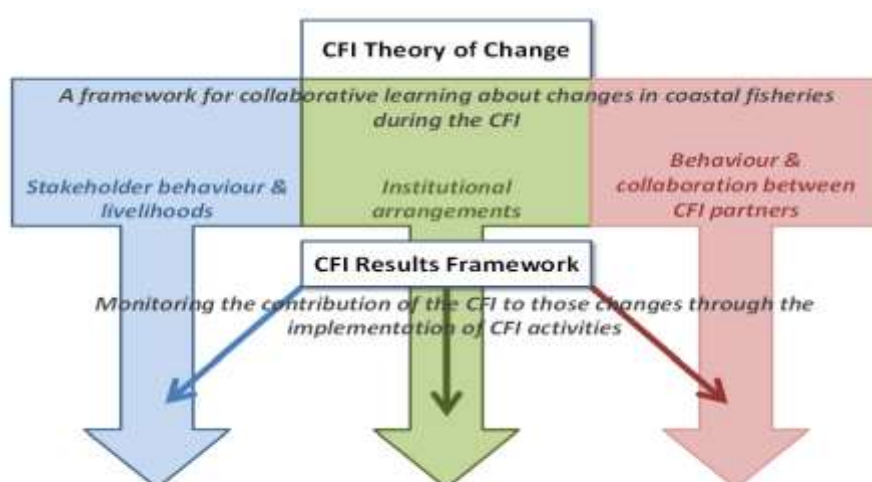 CFI Theory of Change
A framework for collaborative learning about changes in coastal fisheries
during the CFI
Stakeholder behaviour &
livelihoods
Institutional
arrangements
Behaviour &
collaboration between
CFI partners
CFI Results Framework
Monitoring the contribution of the CFI to those changes through the
implementation of CFI activities